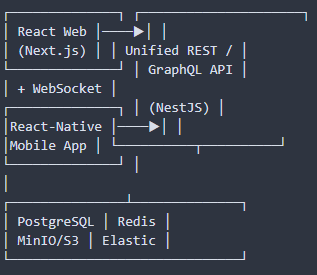 React Web
(Next.js) Unified REST /
GraphQL API
+ WebSocket
(NestJS)
React-Native
Mobile App
PostgreSQL Redis
MinIO/S3 Elastic